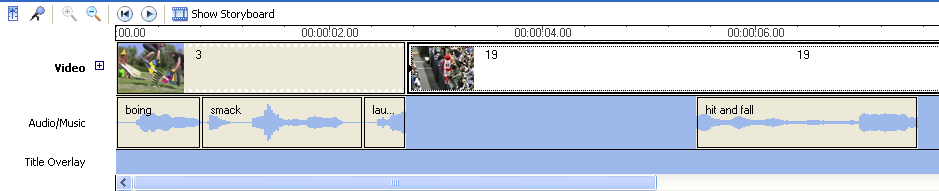 Show Storyboard
:00.00 00:00:02.00 00:00:04.00 00:00:06.00
Video 3 19 19
Audio/Music boing smack lau... hit and fall
Title Overlay